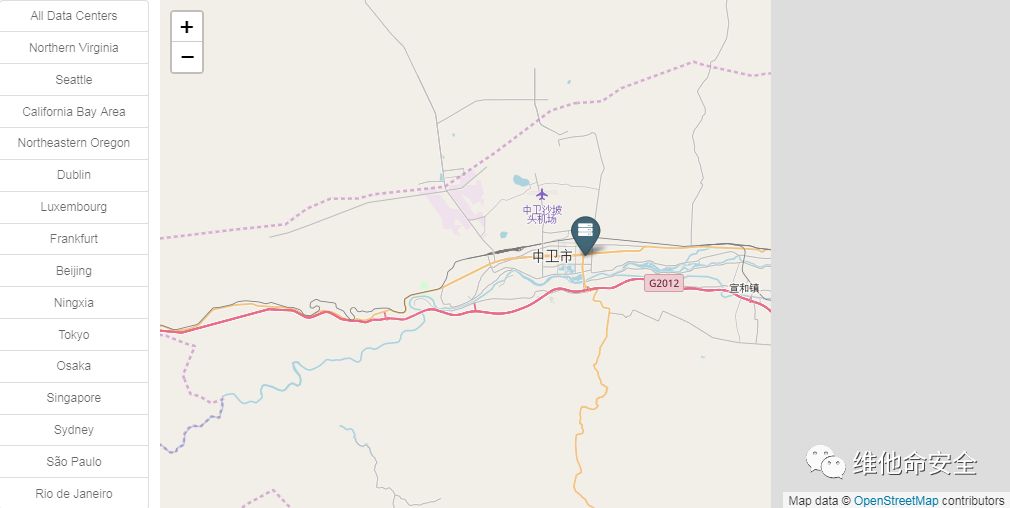 All Data Centers
Northern Virginia
Seattle
California Bay Area
Northeastern Oregon
Dublin
Luxembourg
Frankfurt
Beijing
Ningxia
Tokyo
Osaka
Singapore
Sydney
São Paulo
Rio de Janeiro
+
−
中卫沙坡
头机场
中卫市
G2012
宣和镇
维他命安全
Map data © OpenStreetMap contributors